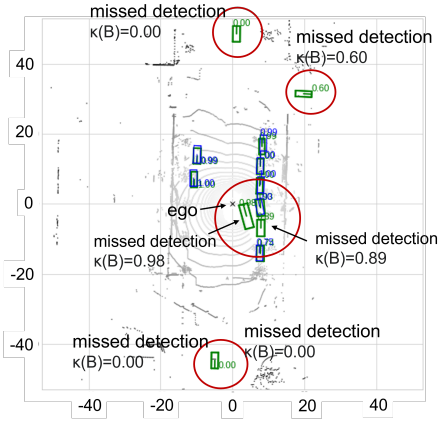 missed detection
κ(B)=0.00
0.00
missed detection
κ(B)=0.60
0.60
40
20
0.99
0.99
1.00
0
ego
missed detection
κ(B)=0.98
missed detection
κ(B)=0.89
-20
missed detection
κ(B)=0.00
missed detection
κ(B)=0.00
0.00
-40
-40
-20
0
20
40